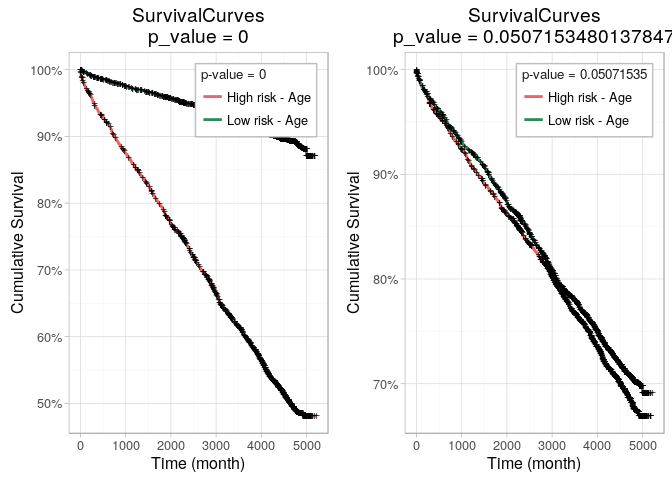 SurvivalCurves
p_value = 0
p-value = 0
High risk - Age
Low risk - Age
100%
90%
80%
70%
60%
50%
Cumulative Survival
0 1000 2000 3000 4000 5000
Time (month)
SurvivalCurves
p_value = 0.0507153480137847
p-value = 0.05071535
High risk - Age
Low risk - Age
100%
90%
80%
70%
Cumulative Survival
0 1000 2000 3000 4000 5000
Time (month)